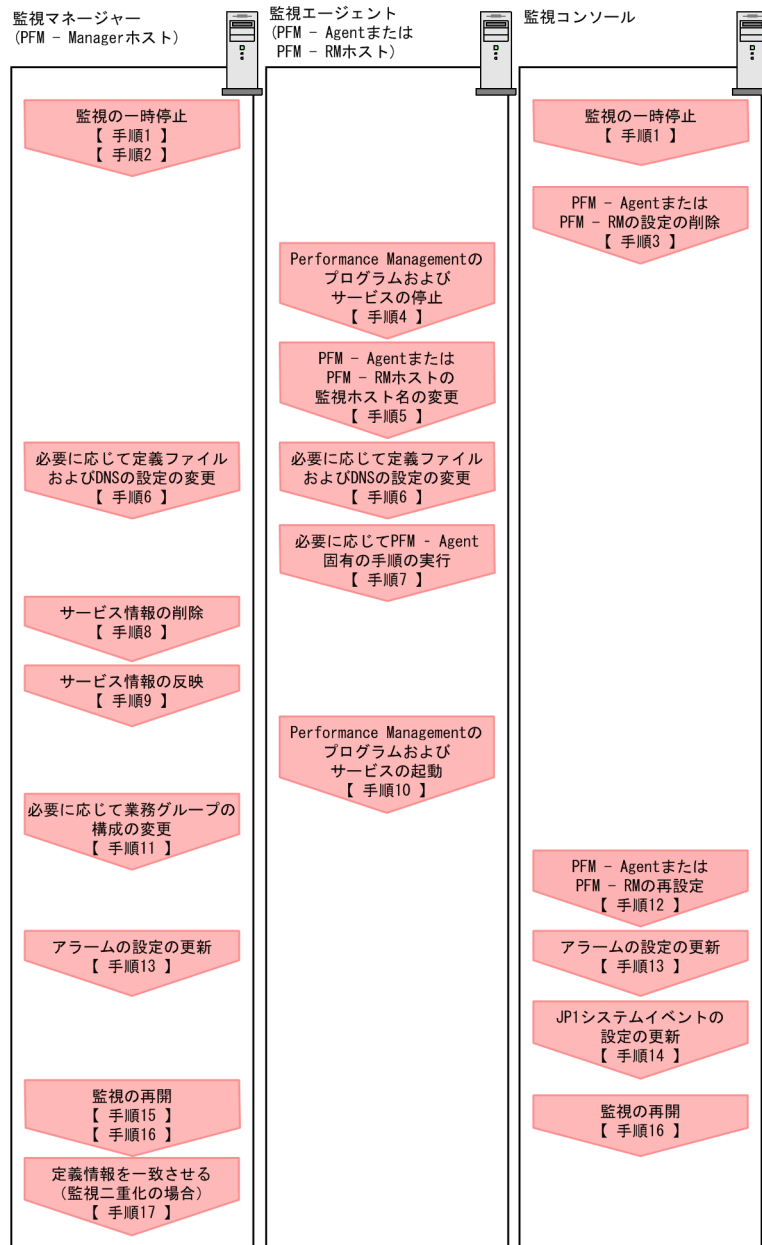 監視マネージャー
(PFM - Managerホスト)
監視エージェント
(PFM - Agentまたは
PFM - RMホスト)
監視コンソール
監視の一時停止
【 手順1 】
【 手順2 】
監視の一時停止
【 手順1 】
PFM - Agentまたは
PFM - RMの設定の削除
【 手順3 】
Performance Managementの
プログラムおよび
サービスの停止
【 手順4 】
PFM - Agentまたは
PFM - RMホストの
監視ホスト名の変更
【 手順5 】
必要に応じて定義ファイル
およびDNSの設定の変更
【 手順6 】
必要に応じて定義ファイル
およびDNSの設定の変更
【 手順6 】
必要に応じてPFM - Agent
固有の手順の実行
【 手順7 】
サービス情報の削除
【 手順8 】
サービス情報の反映
【 手順9 】
Performance Managementの
プログラムおよび
サービスの起動
【 手順10 】
必要に応じて業務グループの
構成の変更
【 手順11 】
PFM - Agentまたは
PFM - RMの再設定
【 手順12 】
アラームの設定の更新
【 手順13 】
アラームの設定の更新
【 手順13 】
JP1システムイベントの
設定の更新
【 手順14 】
監視の再開
【 手順15 】
【 手順16 】
監視の再開
【 手順16 】
定義情報を一致させる
(監視二重化の場合)
【 手順17 】